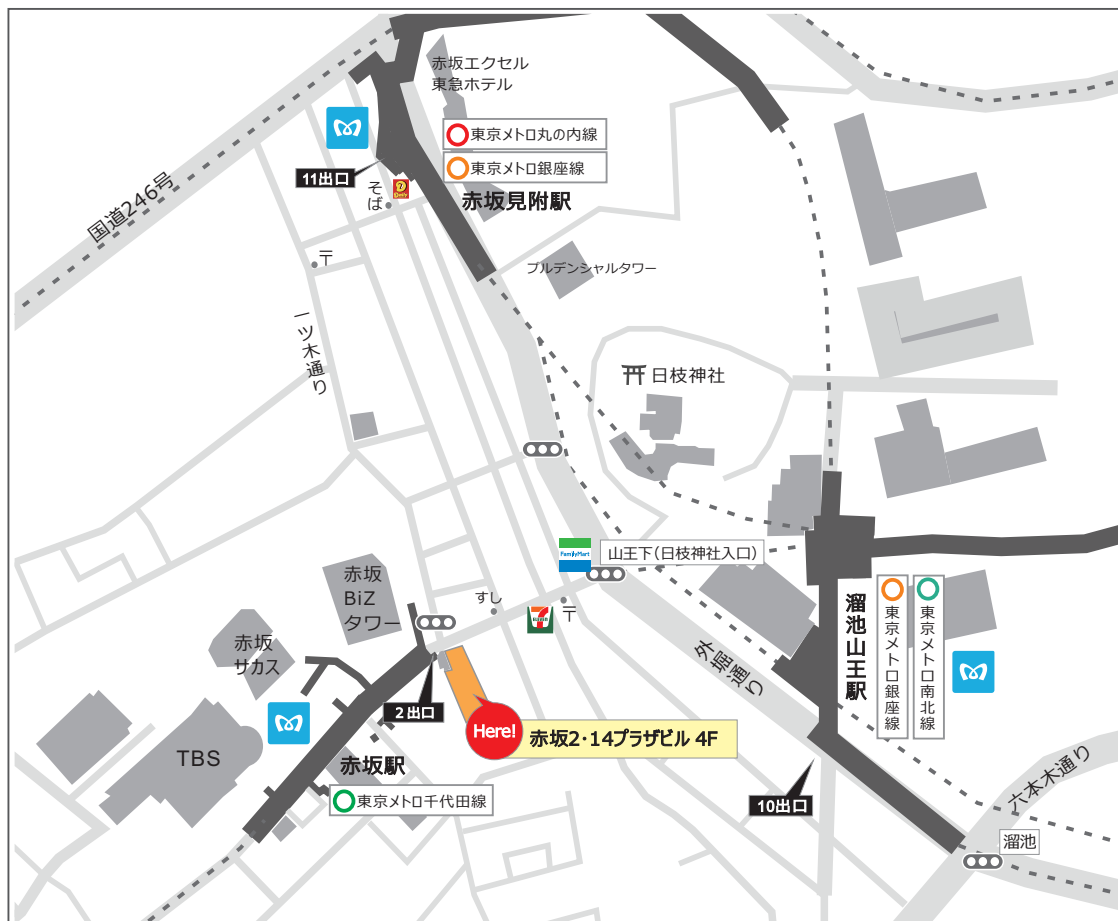 赤坂エクセル
東急ホテル
東京メトロ丸の内線
東京メトロ銀座線
11出口
赤坂見附駅
そば
国道246号
〒
プルデンシャルタワー
一ツ木通り
日枝神社
FamilyMart
山王下(日枝神社入口)
赤坂
BiZ
タワー
すし
7
ELEVEN
〒
赤坂
サカス
外堀通り
溜池山王駅
東京メトロ銀座線
東京メトロ南北線
2出口
Here!
赤坂2・14プラザビル 4F
TBS
赤坂駅
東京メトロ千代田線
10出口
六本木通り
溜池